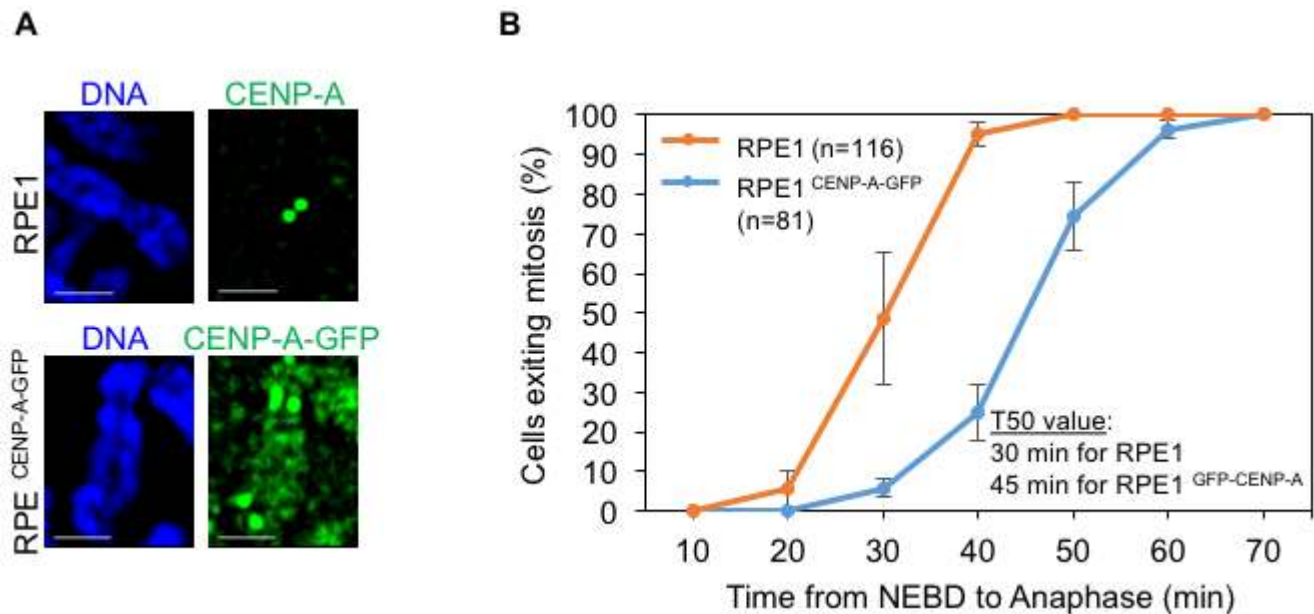 A
DNA
CENP-A
RPE1
DNA
CENP-A-GFP
RPE CENP-A-GFP
B
Cells exiting mitosis (%)
100
90
80
70
60
50
40
30
20
10
0
RPE1 (n=116)
RPE1 CENP-A-GFP
(n=81)
T50 value:
30 min for RPE1
45 min for RPE1 GFP-CENP-A
10 20 30 40 50 60 70
Time from NEBD to Anaphase (min)